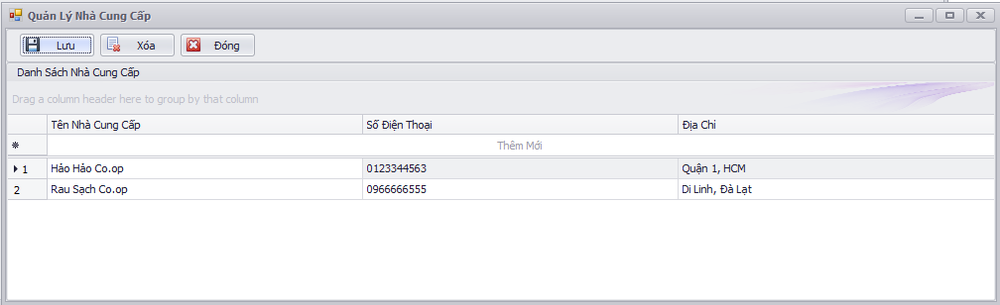 Quản Lý Nhà Cung Cấp
Lưu Xóa Đóng
Danh Sách Nhà Cung Cấp
Drag a column header here to group by that column
Tên Nhà Cung Cấp Số Điện Thoại Địa Chỉ
Thêm Mới
1 Hảo Hảo Co.op 0123344563 Quận 1, HCM
2 Rau Sạch Co.op 0966666555 Di Linh, Đà Lạt